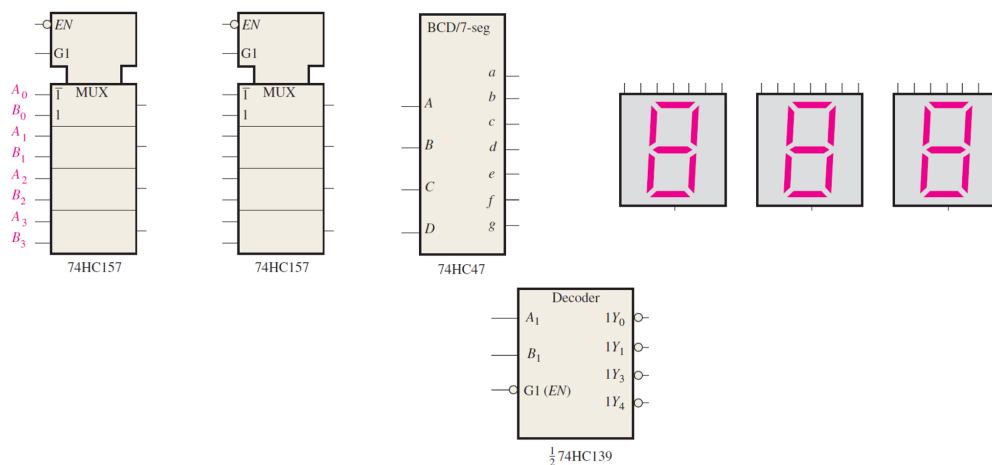 EN
G1
MUX
1̅
1
A₀
B₀
A₁
B₁
A₂
B₂
A₃
B₃
74HC157
EN
G1
MUX
1̅
1
74HC157
BCD/7-seg
A
B
C
D
a
b
c
d
e
f
g
74HC47
Decoder
A₁
B₁
G1 (EN)
1Y₀
1Y₁
1Y₃
1Y₄
½ 74HC139